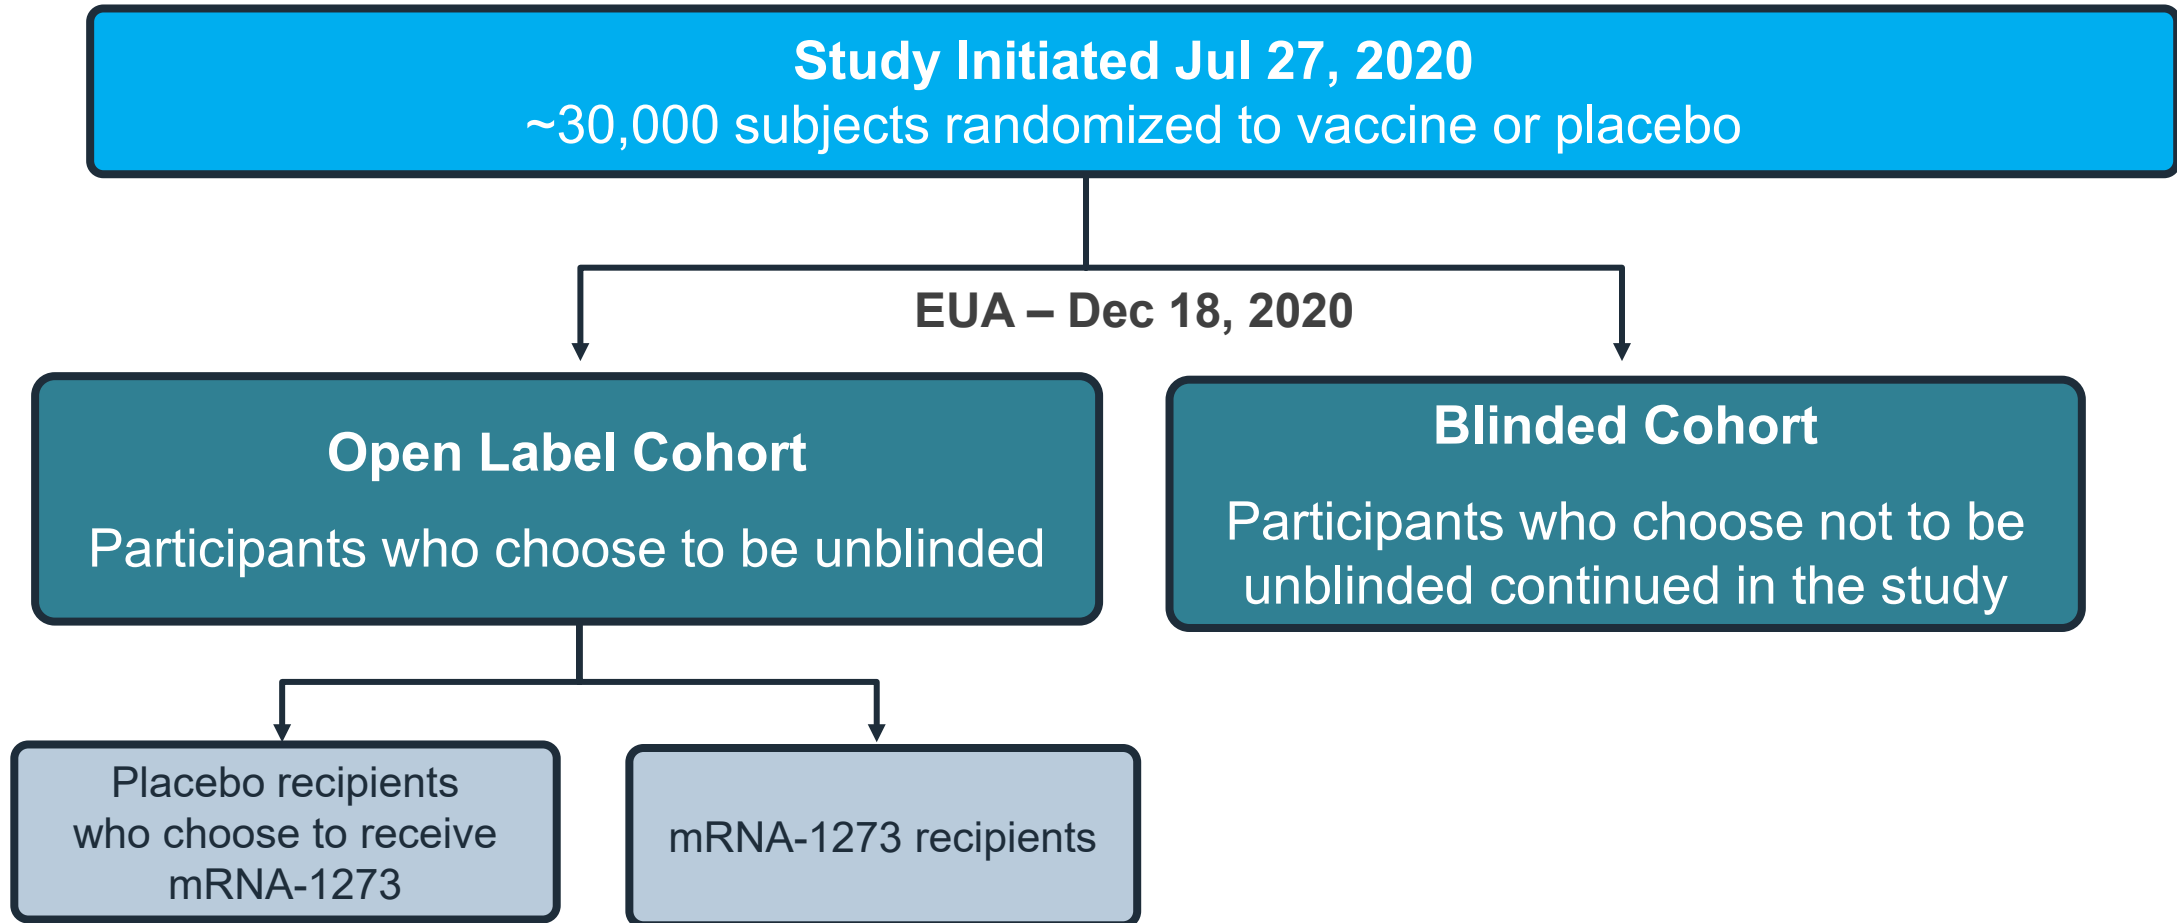 Study Initiated Jul 27, 2020
~30,000 subjects randomized to vaccine or placebo
EUA – Dec 18, 2020
Open Label Cohort
Participants who choose to be unblinded
Blinded Cohort
Participants who choose not to be
unblinded continued in the study
Placebo recipients
who choose to receive
mRNA-1273
mRNA-1273 recipients